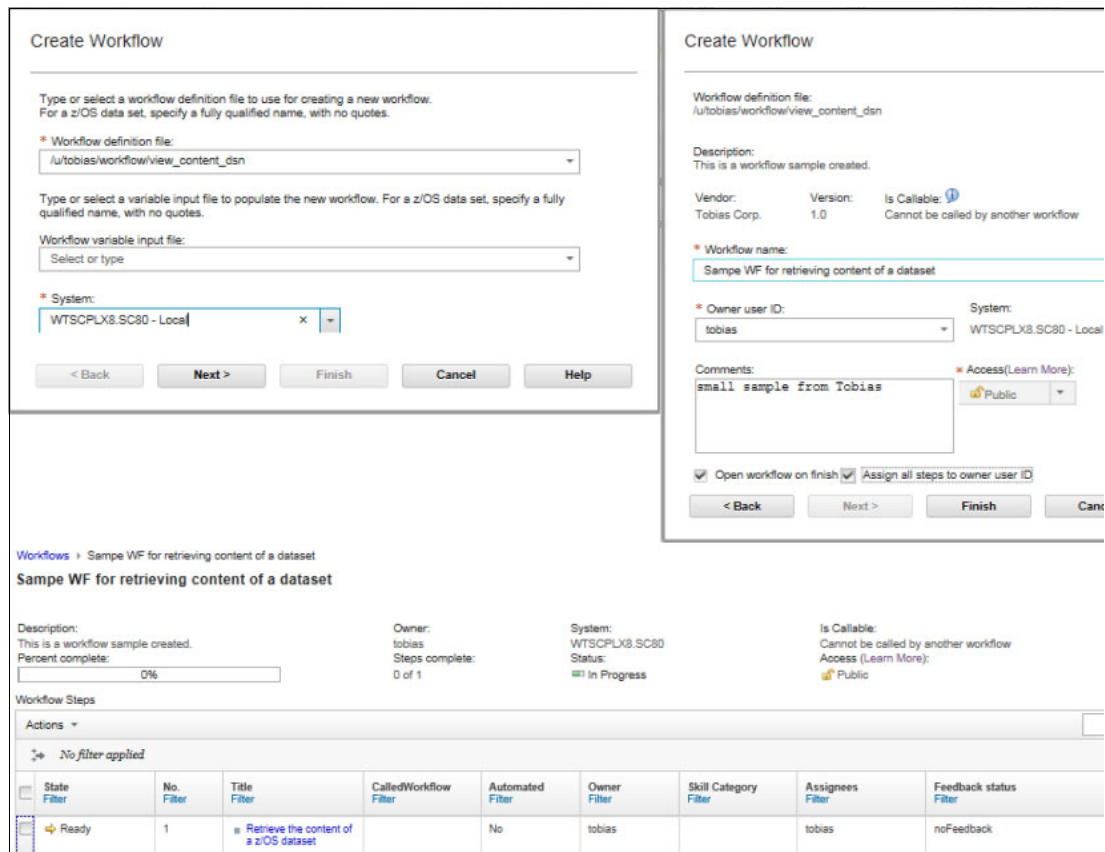 Create Workflow
Type or select a workflow definition file to use for creating a new workflow.
For a z/OS data set, specify a fully qualified name, with no quotes.
* Workflow definition file:
/u/tobias/workflow/view_content_dsn
Type or select a variable input file to populate the new workflow. For a z/OS data set, specify a fully
qualified name, with no quotes.
Workflow variable input file:
Select or type
* System:
WTSCPLX8.SC80 - Local ×
< Back Next > Finish Cancel Help
Create Workflow
Workflow definition file:
/u/tobias/workflow/view_content_dsn
Description:
This is a workflow sample created.
Vendor: Version: Is Callable:
Tobias Corp. 1.0 Cannot be called by another workflow
* Workflow name:
Sampe WF for retrieving content of a dataset
* Owner user ID: System:
tobias WTSCPLX8.SC80 - Local
Comments: * Access(Learn More):
small sample from Tobias Public
Open workflow on finish Assign all steps to owner user ID
< Back Next > Finish Canc
Workflows Sampe WF for retrieving content of a dataset
Sampe WF for retrieving content of a dataset
Description: Owner: System: Is Callable:
This is a workflow sample created. tobias WTSCPLX8.SC80 Cannot be called by another workflow
Percent complete: Steps complete: Status: Access (Learn More):
0% 0 of 1 In Progress Public
Workflow Steps
Actions
No filter applied
State No. Title CalledWorkflow Automated Owner Skill Category Assignees Feedback status
Filter Filter Filter Filter Filter Filter Filter Filter Filter
Ready 1 Retrieve the content of No tobias tobias noFeedback
a z/OS dataset